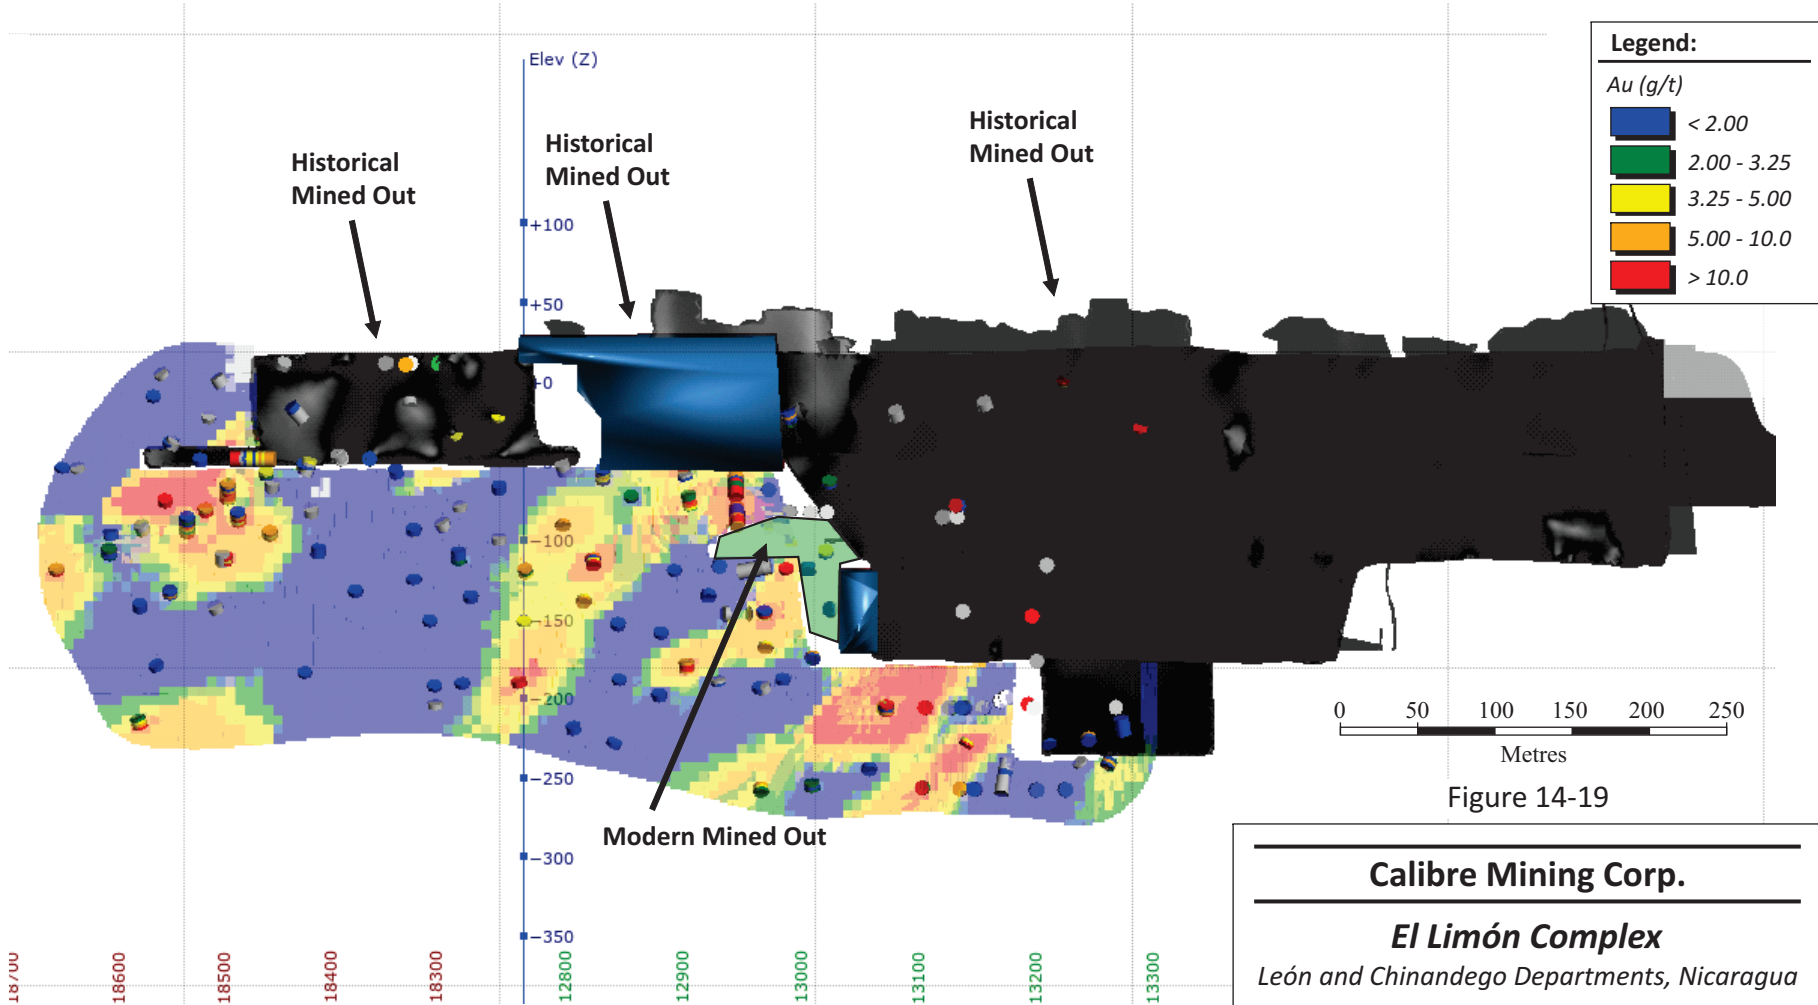 Elev (Z)
Legend:
Au (g/t)
< 2.00
2.00 - 3.25
3.25 - 5.00
5.00 - 10.0
> 10.0
Historical
Mined Out
Historical
Mined Out
Historical
Mined Out
+100
+50
+0
−100
−150
−200
−250
−300
−350
Modern Mined Out
0 50 100 150 200 250
Metres
Figure 14-19
Calibre Mining Corp.
El Limón Complex
León and Chinandego Departments, Nicaragua
18700
18600
18500
18400
18300
12800
12900
13000
13100
13200
13300